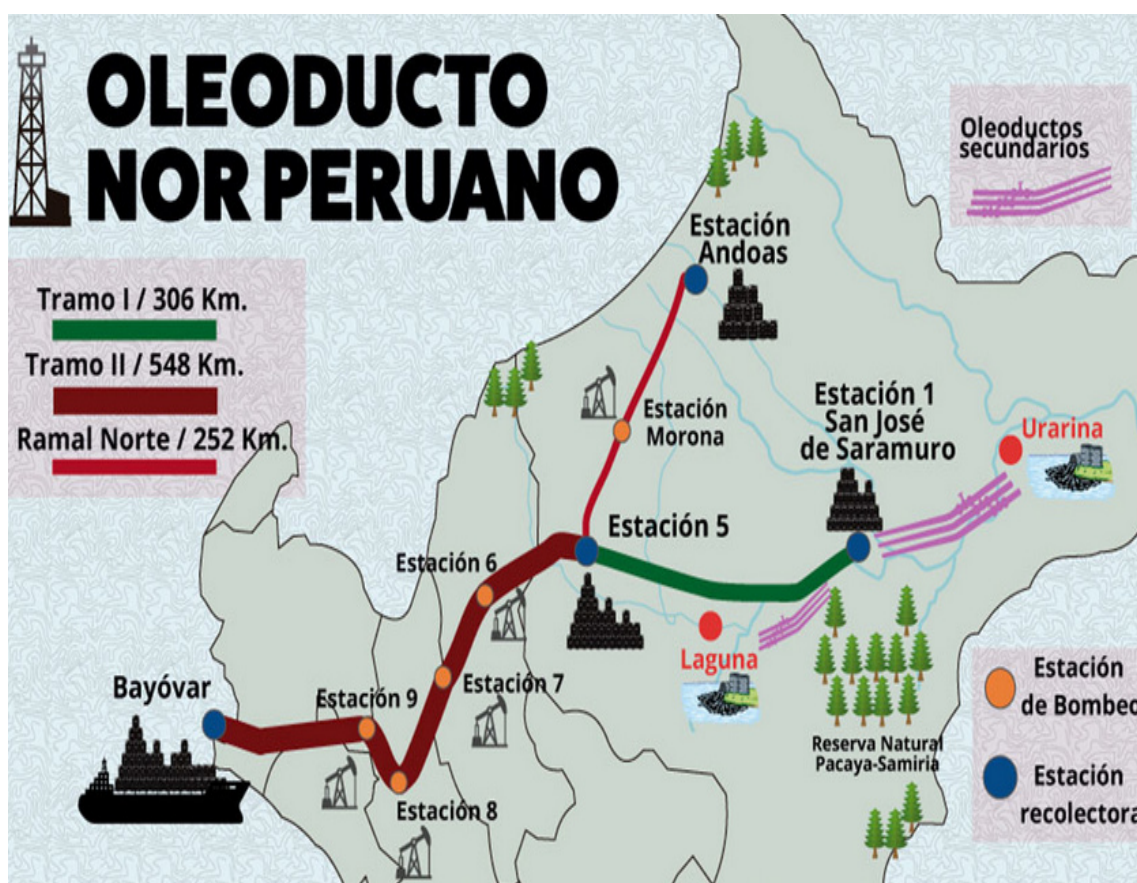 OLEODUCTO
NOR PERUANO
Oleoductos
secundários
Tramo I / 306 Km.
Tramo II / 548 Km.
Ramal Norte / 252 Km.
Estación
Andoas
Estación
Morona
Estación 1
San José
de Saramuro
Urarina
Estación 5
Estación 6
Laguna
Estación 7
Estación 9
Bayóvar
Estación 8
Reserva Natural
Pacaya-Samiria
Estación
de Bombeo
Estación
recolectora